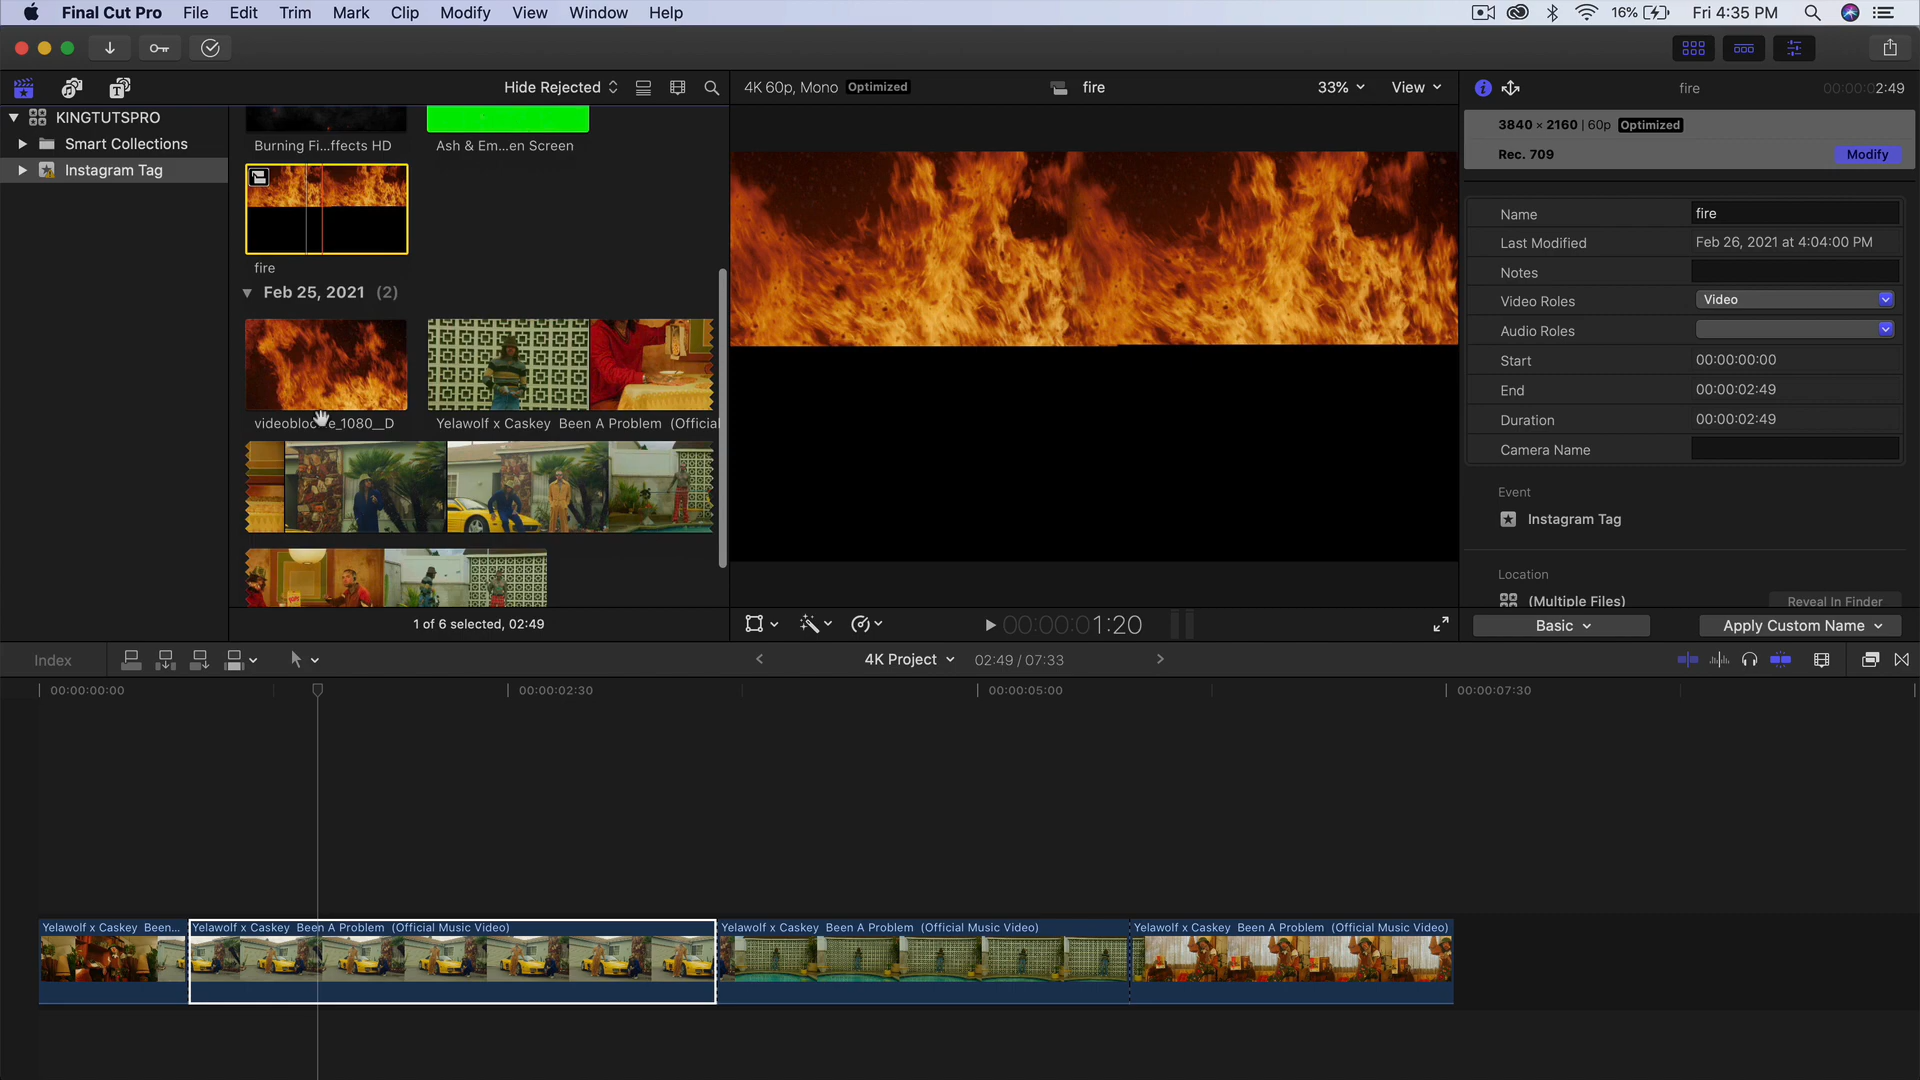 Final Cut Pro File Edit Trim Mark Clip Modify View Window Help 16% Fri 4:35 PM
Hide Rejected
4K 60p, Mono Optimized fire 33% View
fire 00:00:02:49
KINGTUTSPRO
Smart Collections
Instagram Tag
Burning Fi...ffects HD
Ash & Em...en Screen
fire
Feb 25, 2021 (2)
Yelawolf x Caskey Been A Problem (Official
1 of 6 selected, 02:49
3840 × 2160 | 60p Optimized
Rec. 709 Modify
Name fire
Last Modified Feb 26, 2021 at 4:04:00 PM
Notes
Video Roles Video
Audio Roles
Start 00:00:00:00
End 00:00:02:49
Duration 00:00:02:49
Camera Name
Event
Instagram Tag
Location
(Multiple Files) Reveal In Finder
Basic Apply Custom Name
00:00:01:20
Index 4K Project 02:49 / 07:33
00:00:00:00 00:00:02:30 00:00:05:00 00:00:07:30
Yelawolf x Caskey Been... Yelawolf x Caskey Been A Problem (Official Music Video) Yelawolf x Caskey Been A Problem (Official Music Video) Yelawolf x Caskey Been A Problem (Official Music Video)